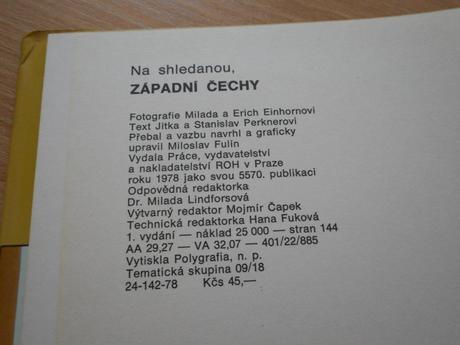 Na shledanou,
ZÁPADNÍ ČECHY
Fotografie Milada a Erich Einhornovi
Text Jitka a Stanislav Perknerovi
Přebal a vazbu navrhl a graficky
upravil Miloslav Fulín
Vydala Práce, vydavatelství
a nakladatelství ROH v Praze
roku 1978 jako svou 5570. publikaci
Odpovědná redaktorka
Dr. Milada Lindforsová
Výtvarný redaktor Mojmír Čapek
Technická redaktorka Hana Fuková
1. vydání — náklad 25 000 — stran 144
AA 29,27 — VA 32,07 — 401/22/885
Vytiskla Polygrafia, n. p.
Tematická skupina 09/18
24-142-78 Kčs 45,—